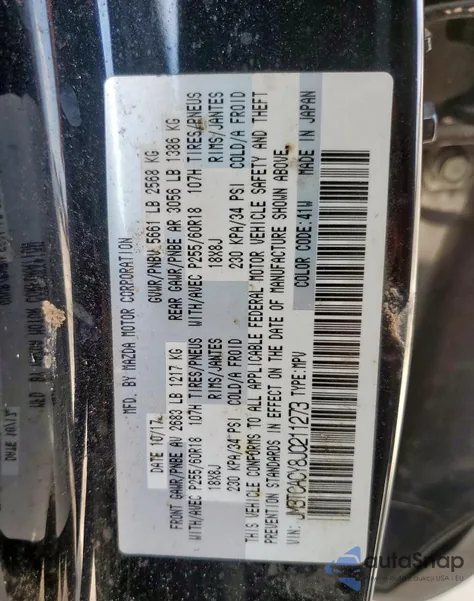 MFD. BY MAZDA MOTOR CORPORATION
DATE 10/17 GVWR/PNBV 5661 LB 2568 KG
FRONT GAWR/PNBE AV 2683 LB 1217 KG REAR GAWR/PNBE AR 3056 LB 1386 KG
WITH/AVEC P255/60R18 107H TIRES/PNEUS WITH/AVEC P255/60R18 107H TIRES/PNEUS
18X8J RIMS/JANTES 18X8J RIMS/JANTES
230 KPA/34 PSI COLD/A FROID 230 KPA/34 PSI COLD/A FROID
THIS VEHICLE CONFORMS TO ALL APPLICABLE FEDERAL MOTOR VEHICLE SAFETY AND THEFT
PREVENTION STANDARDS IN EFFECT ON THE DATE OF MANUFACTURE SHOWN ABOVE.
VIN: JM3TCACY8J0211273 TYPE:MPV
COLOR CODE:41W MADE IN JAPAN
autoSnap